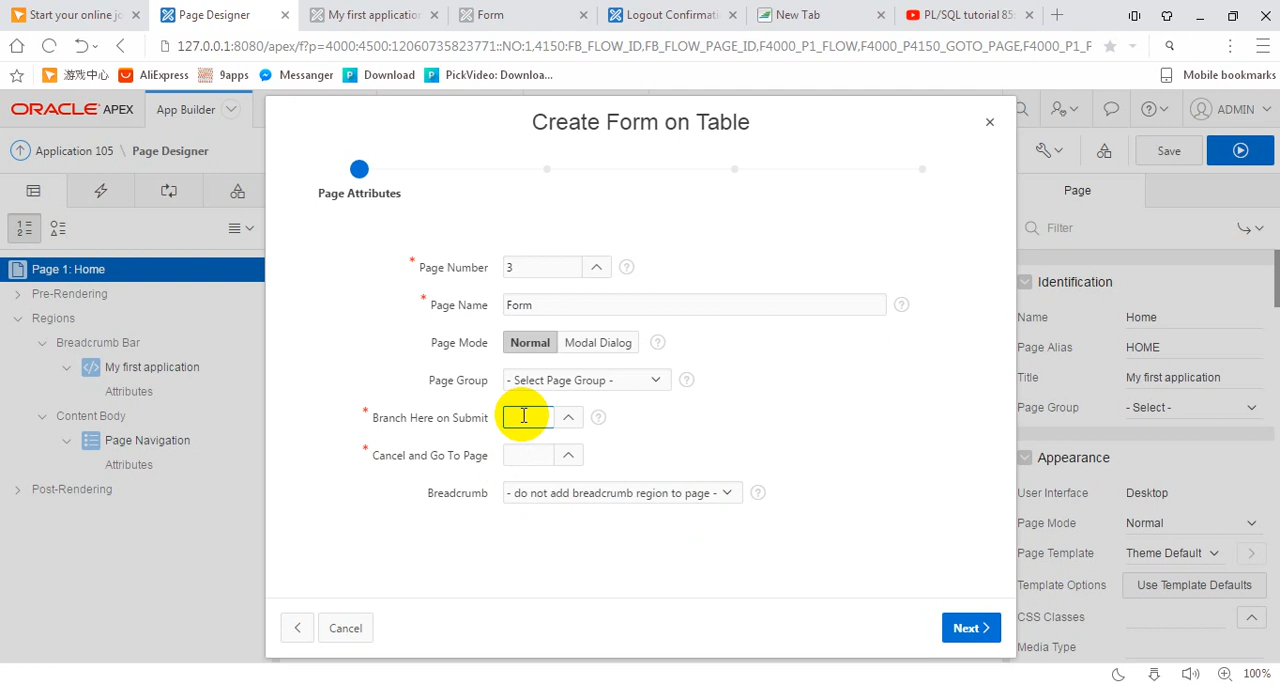 Start your online jo
Page Designer
My first application
Form
Logout Confirmati
New Tab
PL/SQL tutorial 85:
127.0.0.1:8080/apex/f?p=4000:4500:12060735823771::NO:1,4150:FB_FLOW_ID,FB_FLOW_PAGE_ID,F4000_P1_FLOW,F4000_P4150_GOTO_PAGE,F4000_P1_F
游戏中心 AliExpress 9apps Messanger Download PickVideo: Downloa... Mobile bookmarks
ORACLE APEX App Builder ADMIN
Application 105 \ Page Designer Save
Create Form on Table
Page Attributes
Page 1: Home
Pre-Rendering
Regions
Breadcrumb Bar
My first application
Attributes
Content Body
Page Navigation
Attributes
Post-Rendering
* Page Number 3
* Page Name Form
Page Mode Normal Modal Dialog
Page Group - Select Page Group -
* Branch Here on Submit
* Cancel and Go To Page
Breadcrumb - do not add breadcrumb region to page -
Cancel Next
Page
Filter
Identification
Name Home
Page Alias HOME
Title My first application
Page Group - Select -
Appearance
User Interface Desktop
Page Mode Normal
Page Template Theme Default
Template Options Use Template Defaults
CSS Classes
Media Type
100%